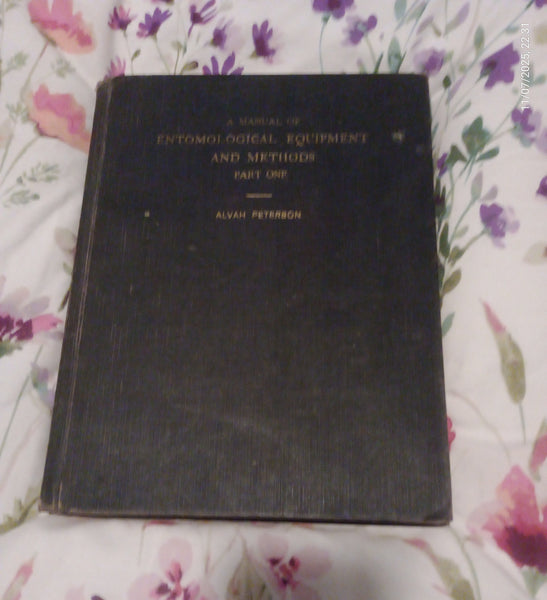 A MANUAL OF
ENTOMOLOGICAL EQUIPMENT
AND METHODS
PART ONE
ALVAH PETERSON
11/07/2025, 22:31